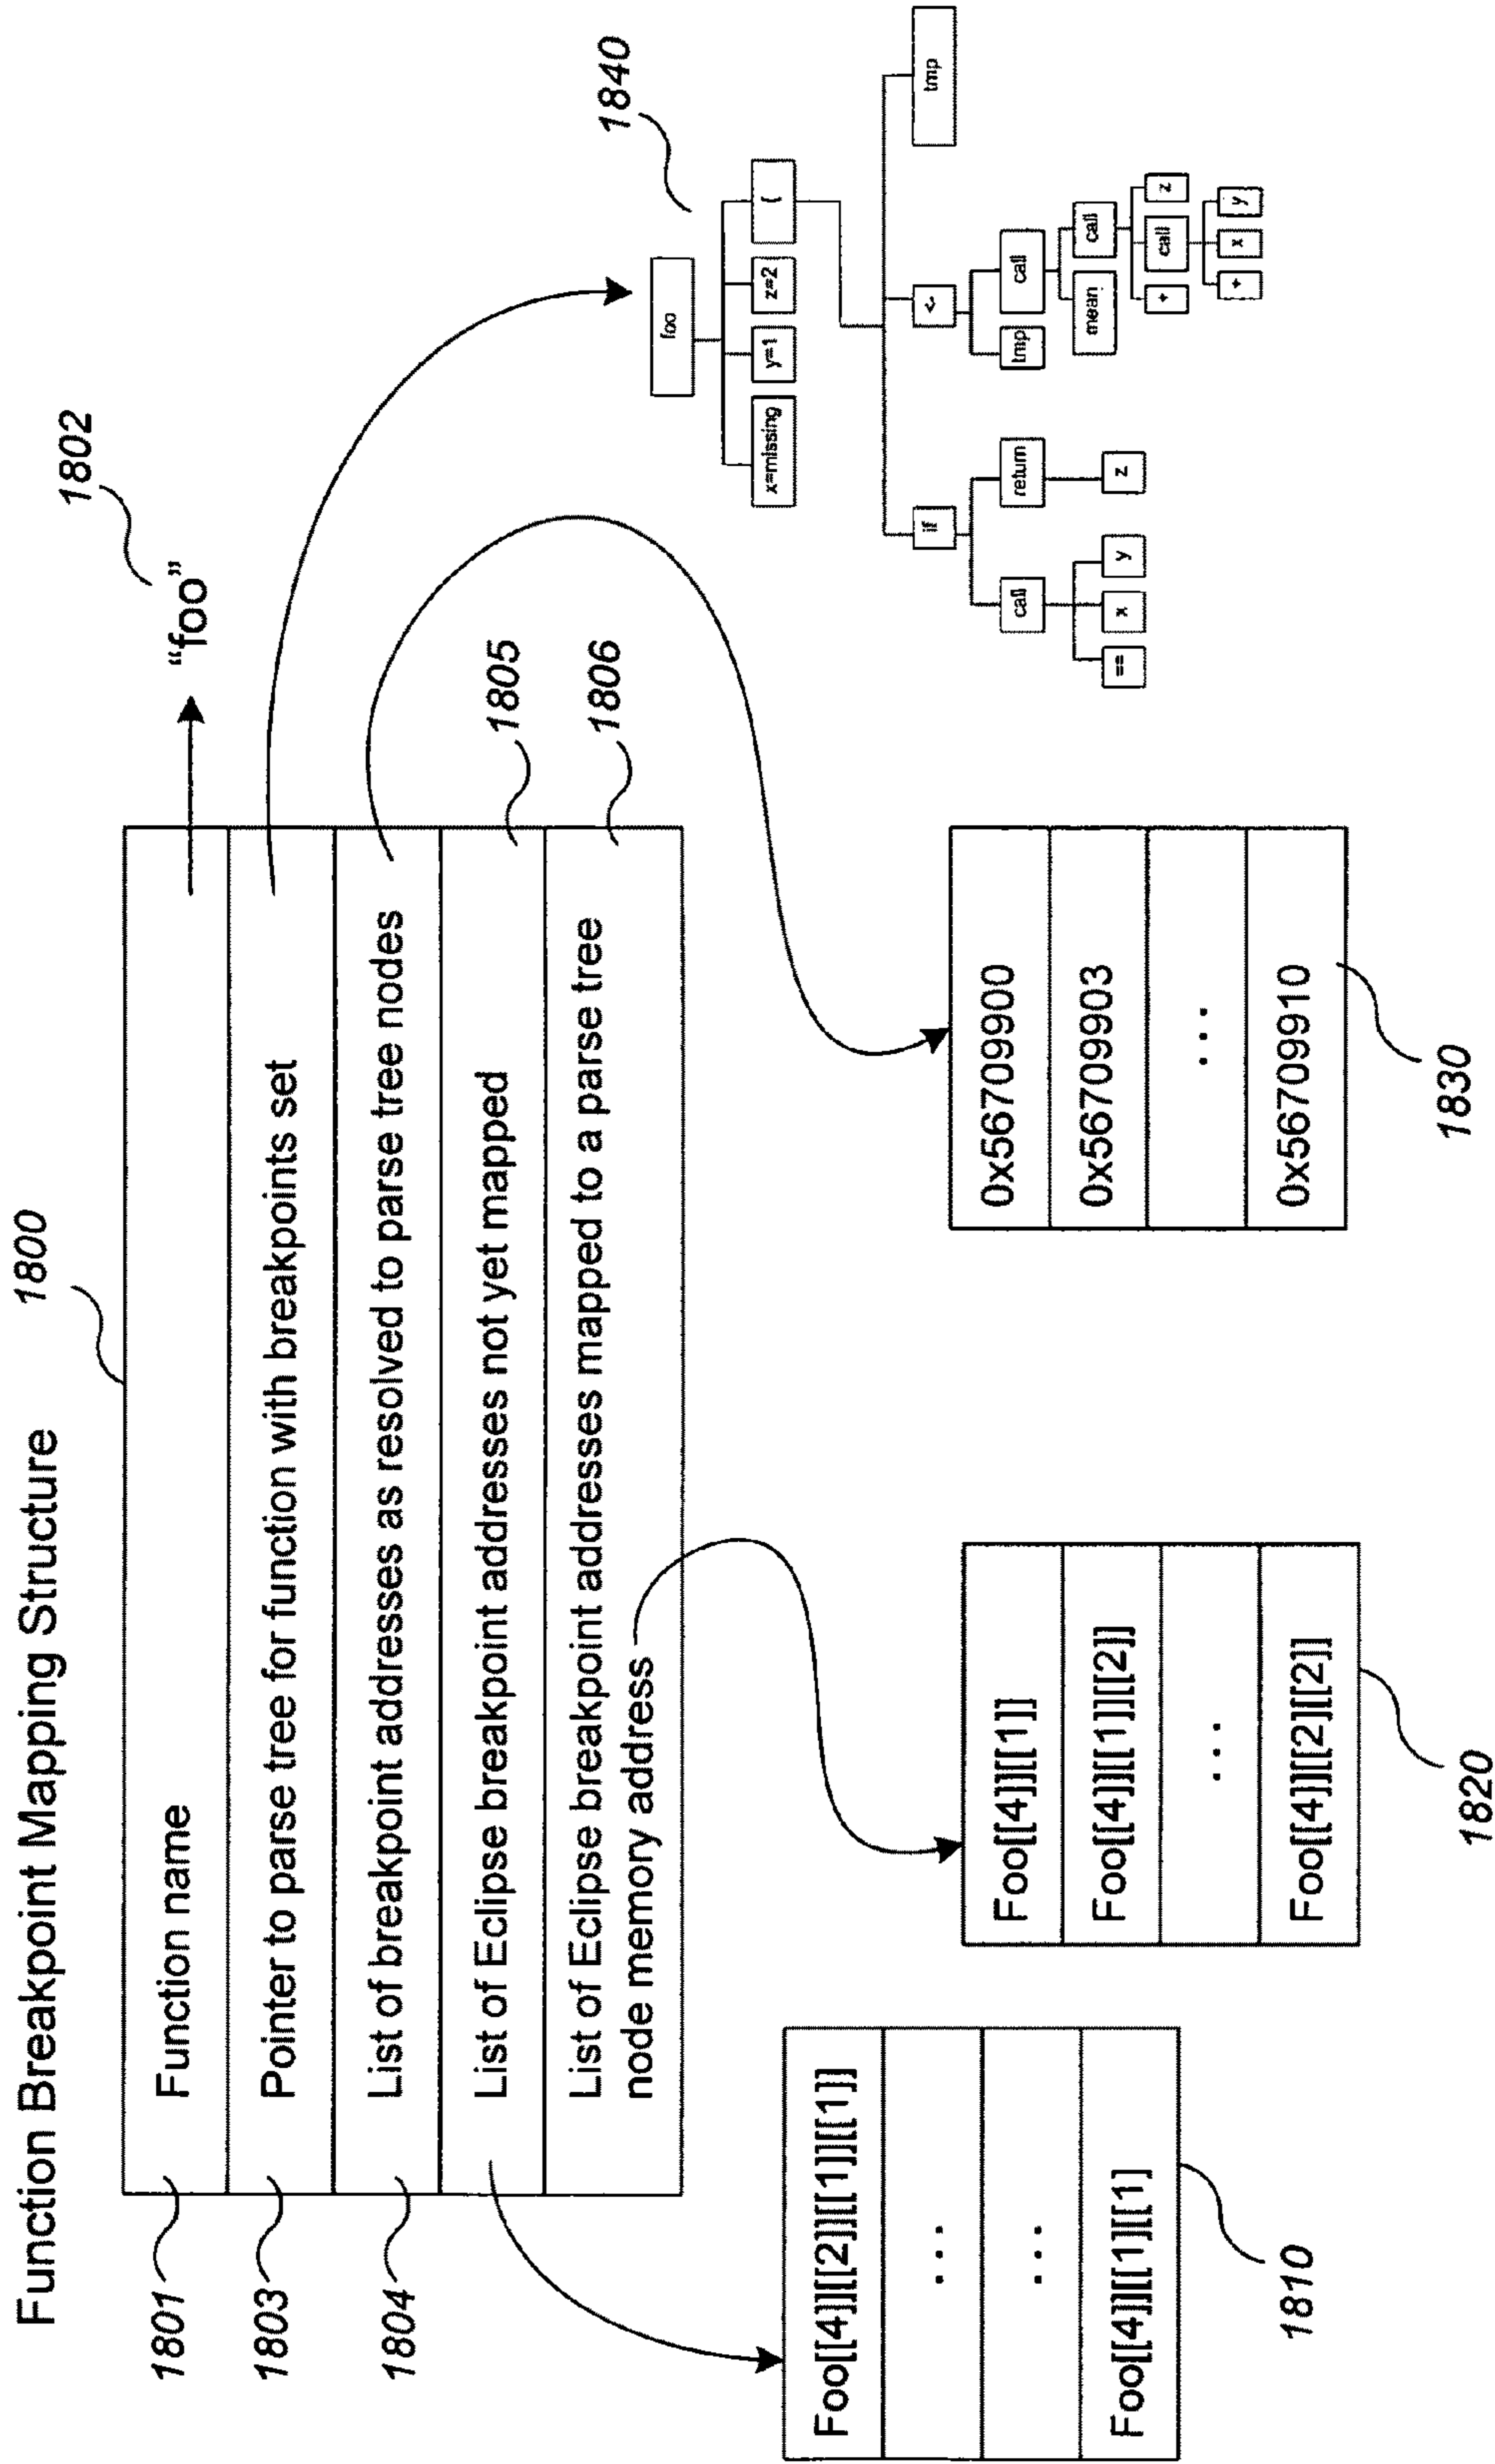 Function Breakpoint Mapping Structure
1800
1801
Function name
"foo"
1802
1803
Pointer to parse tree for function with breakpoints set
1804
List of breakpoint addresses as resolved to parse tree nodes
List of Eclipse breakpoint addresses not yet mapped
1805
List of Eclipse breakpoint addresses mapped to a parse tree
node memory address
1806
Foo[[4]][[2]][[1]][[1]]
...
...
Foo[[4]][[1][[1]
1810
Foo[[4]][[1]]
Foo[[4]][[1]][[2]]
...
Foo[[4]][[2][[2]]
1820
0x56709900
0x56709903
...
0x56709910
1830
1840
foo
x=missing y=1 z=2 (
if <- tmp
call return tmp call
== x y z mean call
+ call z
+ x y